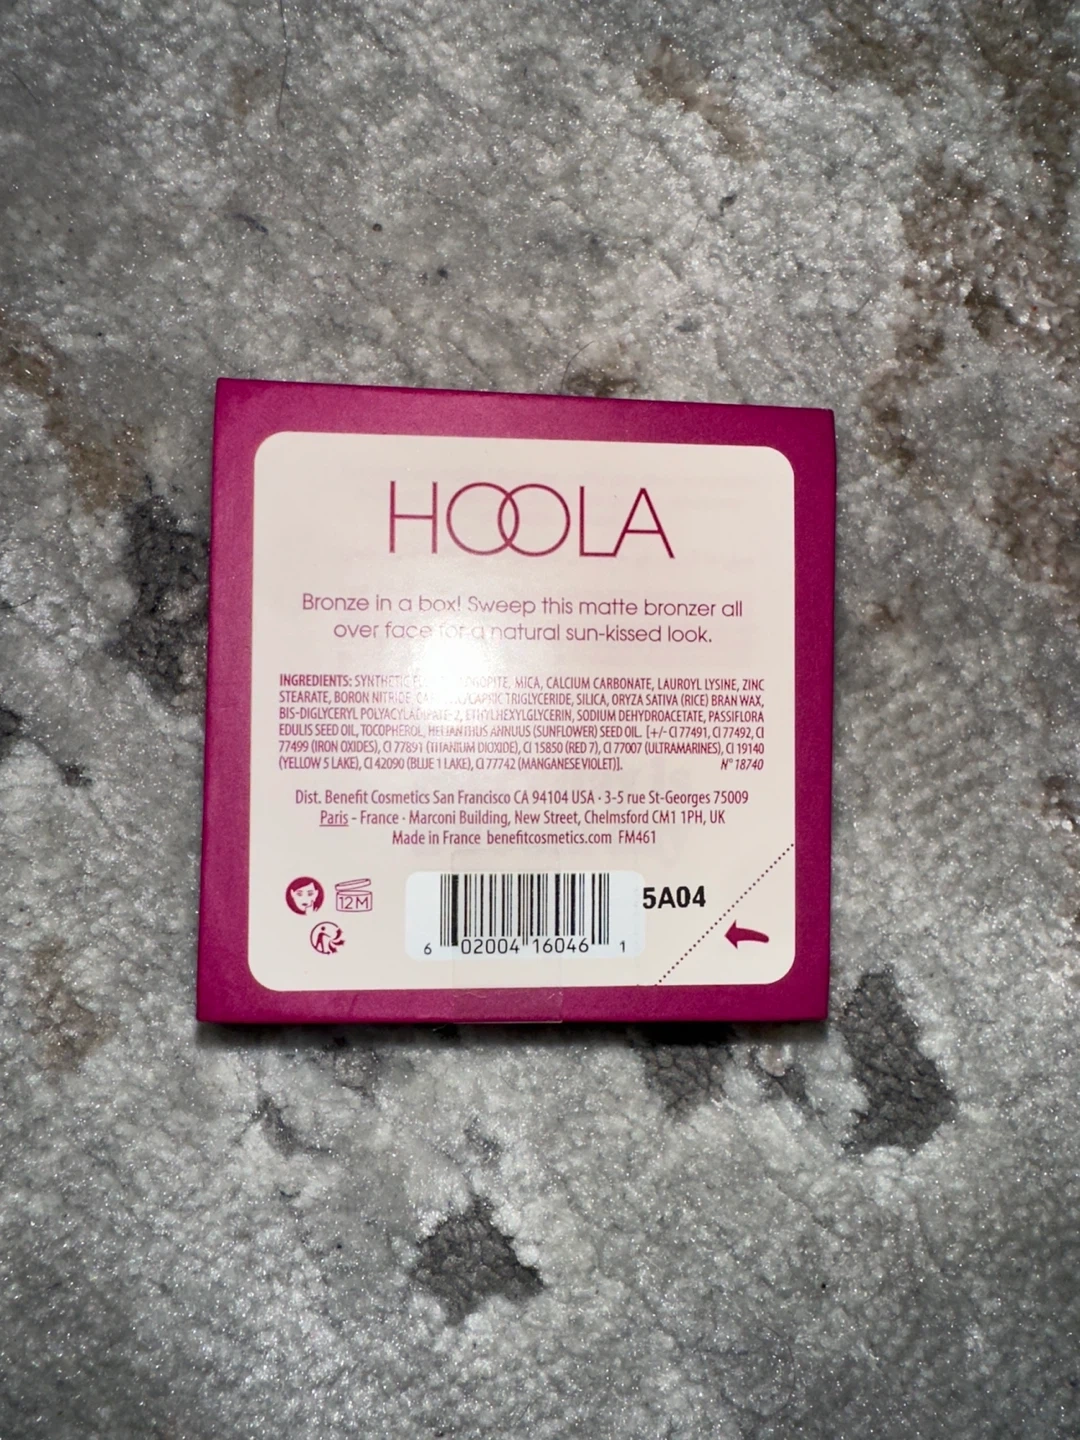 HOOLA
Bronze in a box! Sweep this matte bronzer all
over face for a natural sun-kissed look.
INGREDIENTS: SYNTHETIC MICA, CALCIUM CARBONATE, LAUROYL LYSINE, ZINC
STEARATE, BORON NITRIDE, TRIGLYCERIDE, SILICA, ORYZA SATIVA (RICE) BRAN WAX,
BIS-DIGLYCERYL POLYACYLADIPATE-2, ETHYLHEXYLGLYCERIN, SODIUM DEHYDROACETATE, PASSIFLORA
EDULIS SEED OIL, TOCOPHEROL, HELIANTHUS ANNUUS (SUNFLOWER) SEED OIL. [+/- CI 77491, CI 77492, CI
77499 (IRON OXIDES), CI 77891 (TITANIUM DIOXIDE), CI 15850 (RED 7), CI 77007 (ULTRAMARINES), CI 19140
(YELLOW 5 LAKE), CI 42090 (BLUE 1 LAKE), CI 77742 (MANGANESE VIOLET)]. N° 18740
Dist. Benefit Cosmetics San Francisco CA 94104 USA · 3-5 rue St-Georges 75009
Paris - France · Marconi Building, New Street, Chelmsford CM1 1PH, UK
Made in France benefitcosmetics.com FM461
12M
5A04
6 02004 16046 1